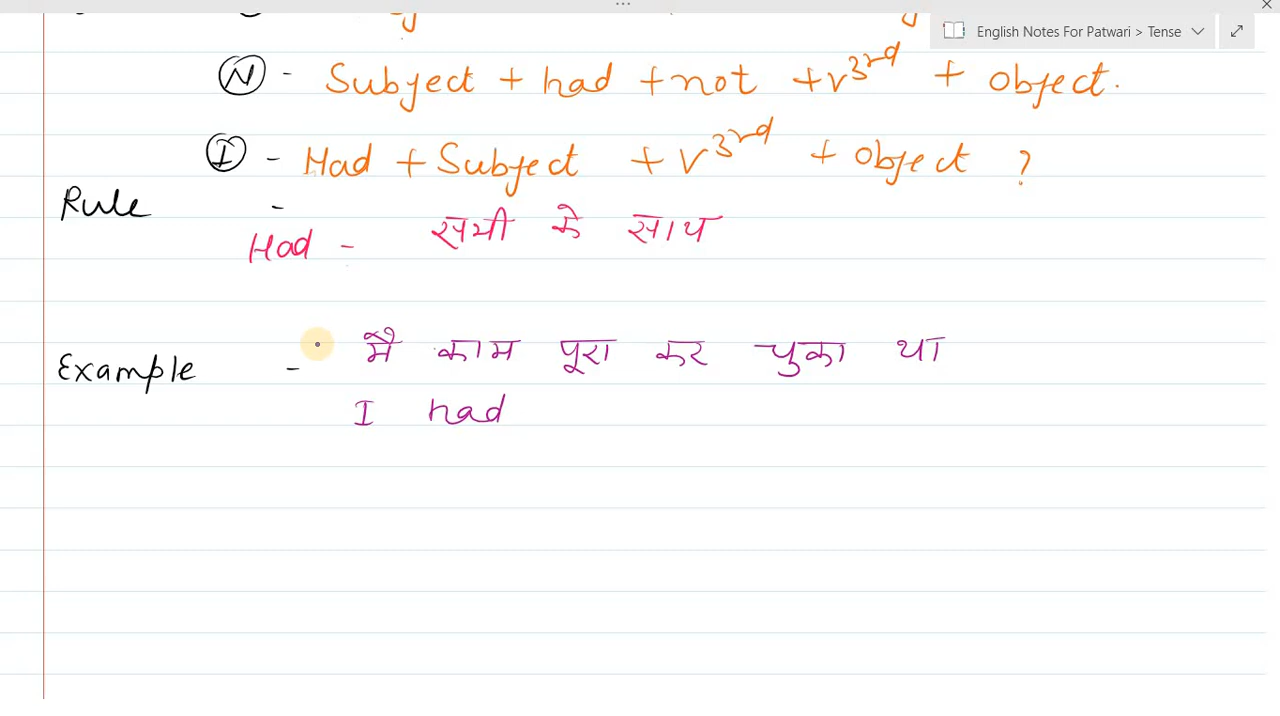 English Notes For Patwari > Tense
(N) - Subject + had + not + v3rd + Object.
(I) - Had + Subject + v3rd + Object ?
Rule -
Had - सभी के साथ
Example - मै काम पूरा कर चुका था
I had